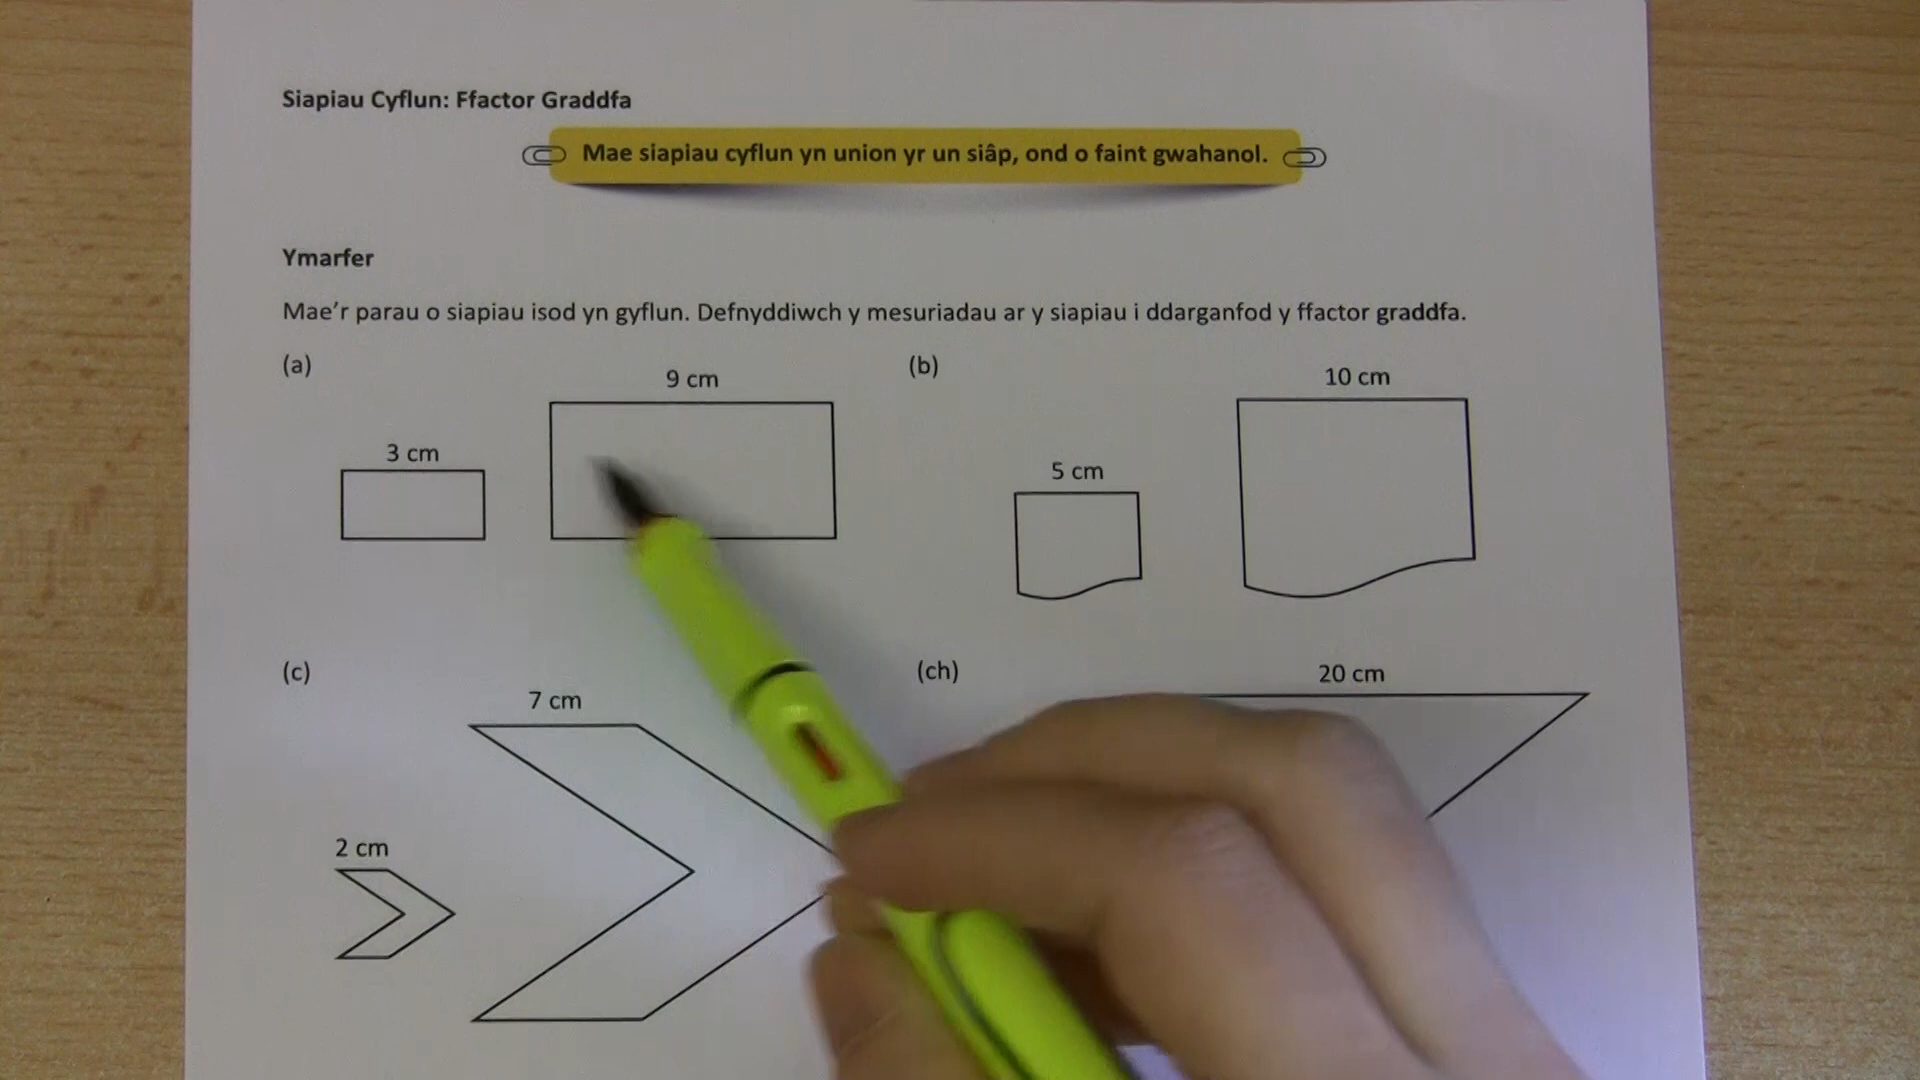 Siapiau Cyflun: Ffactor Graddfa
Mae siapiau cyflun yn union yr un siâp, ond o faint gwahanol.
Ymarfer
Mae’r parau o siapiau isod yn gyflun. Defnyddiwch y mesuriadau ar y siapiau i ddarganfod y ffactor graddfa.
(a)
9 cm
3 cm
(b)
10 cm
5 cm
(c)
7 cm
2 cm
(ch)
20 cm